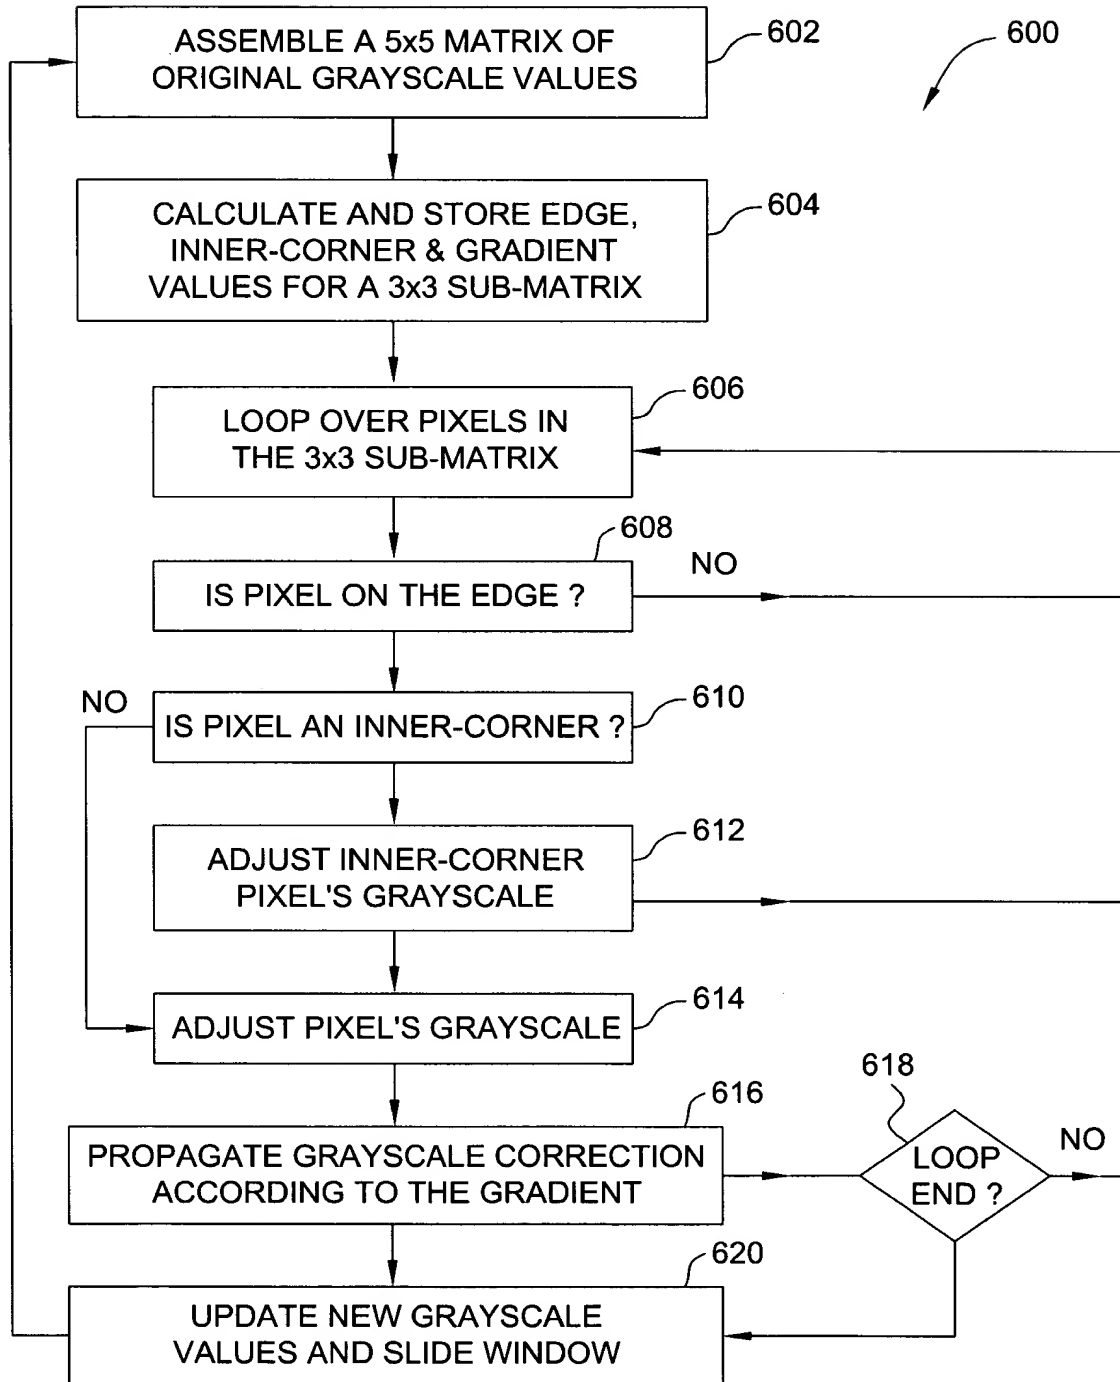 ASSEMBLE A 5x5 MATRIX OF
ORIGINAL GRAYSCALE VALUES
602
600
CALCULATE AND STORE EDGE,
INNER-CORNER & GRADIENT
VALUES FOR A 3x3 SUB-MATRIX
604
LOOP OVER PIXELS IN
THE 3x3 SUB-MATRIX
606
IS PIXEL ON THE EDGE ?
608
NO
NO
IS PIXEL AN INNER-CORNER ?
610
ADJUST INNER-CORNER
PIXEL'S GRAYSCALE
612
ADJUST PIXEL'S GRAYSCALE
614
PROPAGATE GRAYSCALE CORRECTION
ACCORDING TO THE GRADIENT
616
618
LOOP
END ?
NO
UPDATE NEW GRAYSCALE
VALUES AND SLIDE WINDOW
620